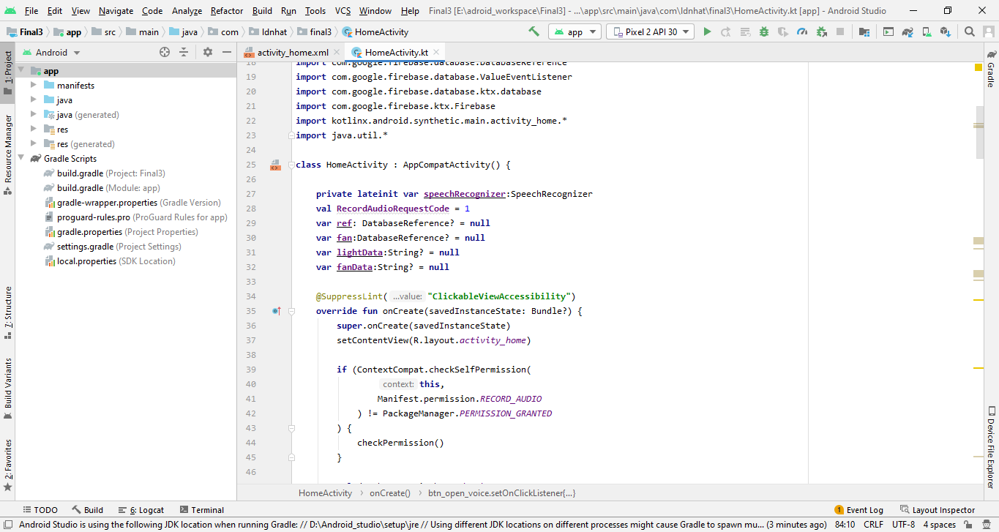 File Edit View Navigate Code Analyze Refactor Build Run Tools VCS Window Help Final3 [E:\adroid_workspace\Final3] - ...\app\src\main\java\com\ldnhat\final3\HomeActivity.kt [app] - Android Studio
Final3 app src main java com ldnhat final3 HomeActivity app Pixel 2 API 30
Android
activity_home.xml HomeActivity.kt
1: Project
Resource Manager
7: Structure
Build Variants
2: Favorites
app
manifests
java
java (generated)
res
res (generated)
Gradle Scripts
build.gradle (Project: Final3)
build.gradle (Module: app)
gradle-wrapper.properties (Gradle Version)
proguard-rules.pro (ProGuard Rules for app)
gradle.properties (Project Properties)
settings.gradle (Project Settings)
local.properties (SDK Location)
18 import com.google.firebase.database.DatabaseReference
19 import com.google.firebase.database.ValueEventListener
20 import com.google.firebase.database.ktx.database
21 import com.google.firebase.ktx.Firebase
22 import kotlinx.android.synthetic.main.activity_home.*
23 import java.util.*
24
25 class HomeActivity : AppCompatActivity() {
26
27 private lateinit var speechRecognizer:SpeechRecognizer
28 val RecordAudioRequestCode = 1
29 var ref: DatabaseReference? = null
30 var fan:DatabaseReference? = null
31 var lightData:String? = null
32 var fanData:String? = null
33
34 @SuppressLint( ...value: "ClickableViewAccessibility")
35 override fun onCreate(savedInstanceState: Bundle?) {
36 super.onCreate(savedInstanceState)
37 setContentView(R.layout.activity_home)
38
39 if (ContextCompat.checkSelfPermission(
40 context: this,
41 Manifest.permission.RECORD_AUDIO
42 ) != PackageManager.PERMISSION_GRANTED
43 ) {
44 checkPermission()
45 }
46
HomeActivity onCreate() btn_open_voice.setOnClickListener{...}
Gradle
Device File Explorer
TODO Build 6: Logcat Terminal 1 Event Log Layout Inspector
Android Studio is using the following JDK location when running Gradle: // D:\Android_studio\setup\jre // Using different JDK locations on different processes might cause Gradle to spawn mu... (3 minutes ago) 84:10 CRLF UTF-8 4 spaces